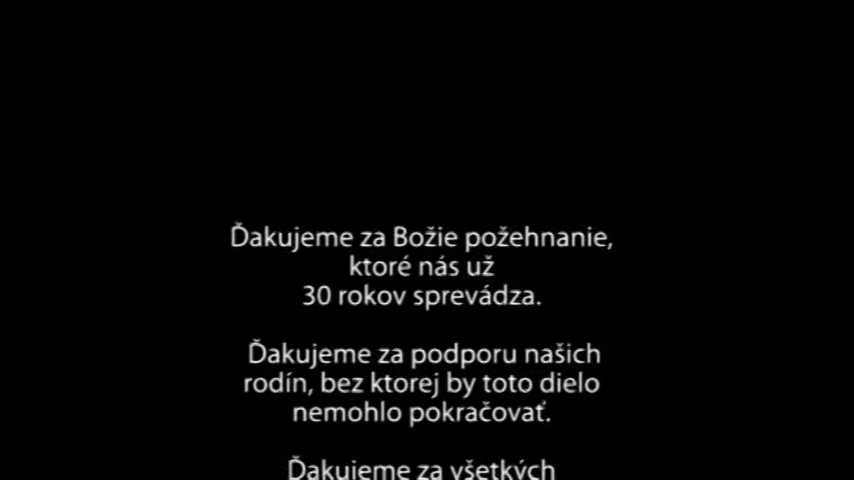 Ďakujeme za Božie požehnanie,
ktoré nás už
30 rokov sprevádza.
Ďakujeme za podporu našich
rodín, bez ktorej by toto dielo
nemohlo pokračovať.
Ďakujeme za všetkých